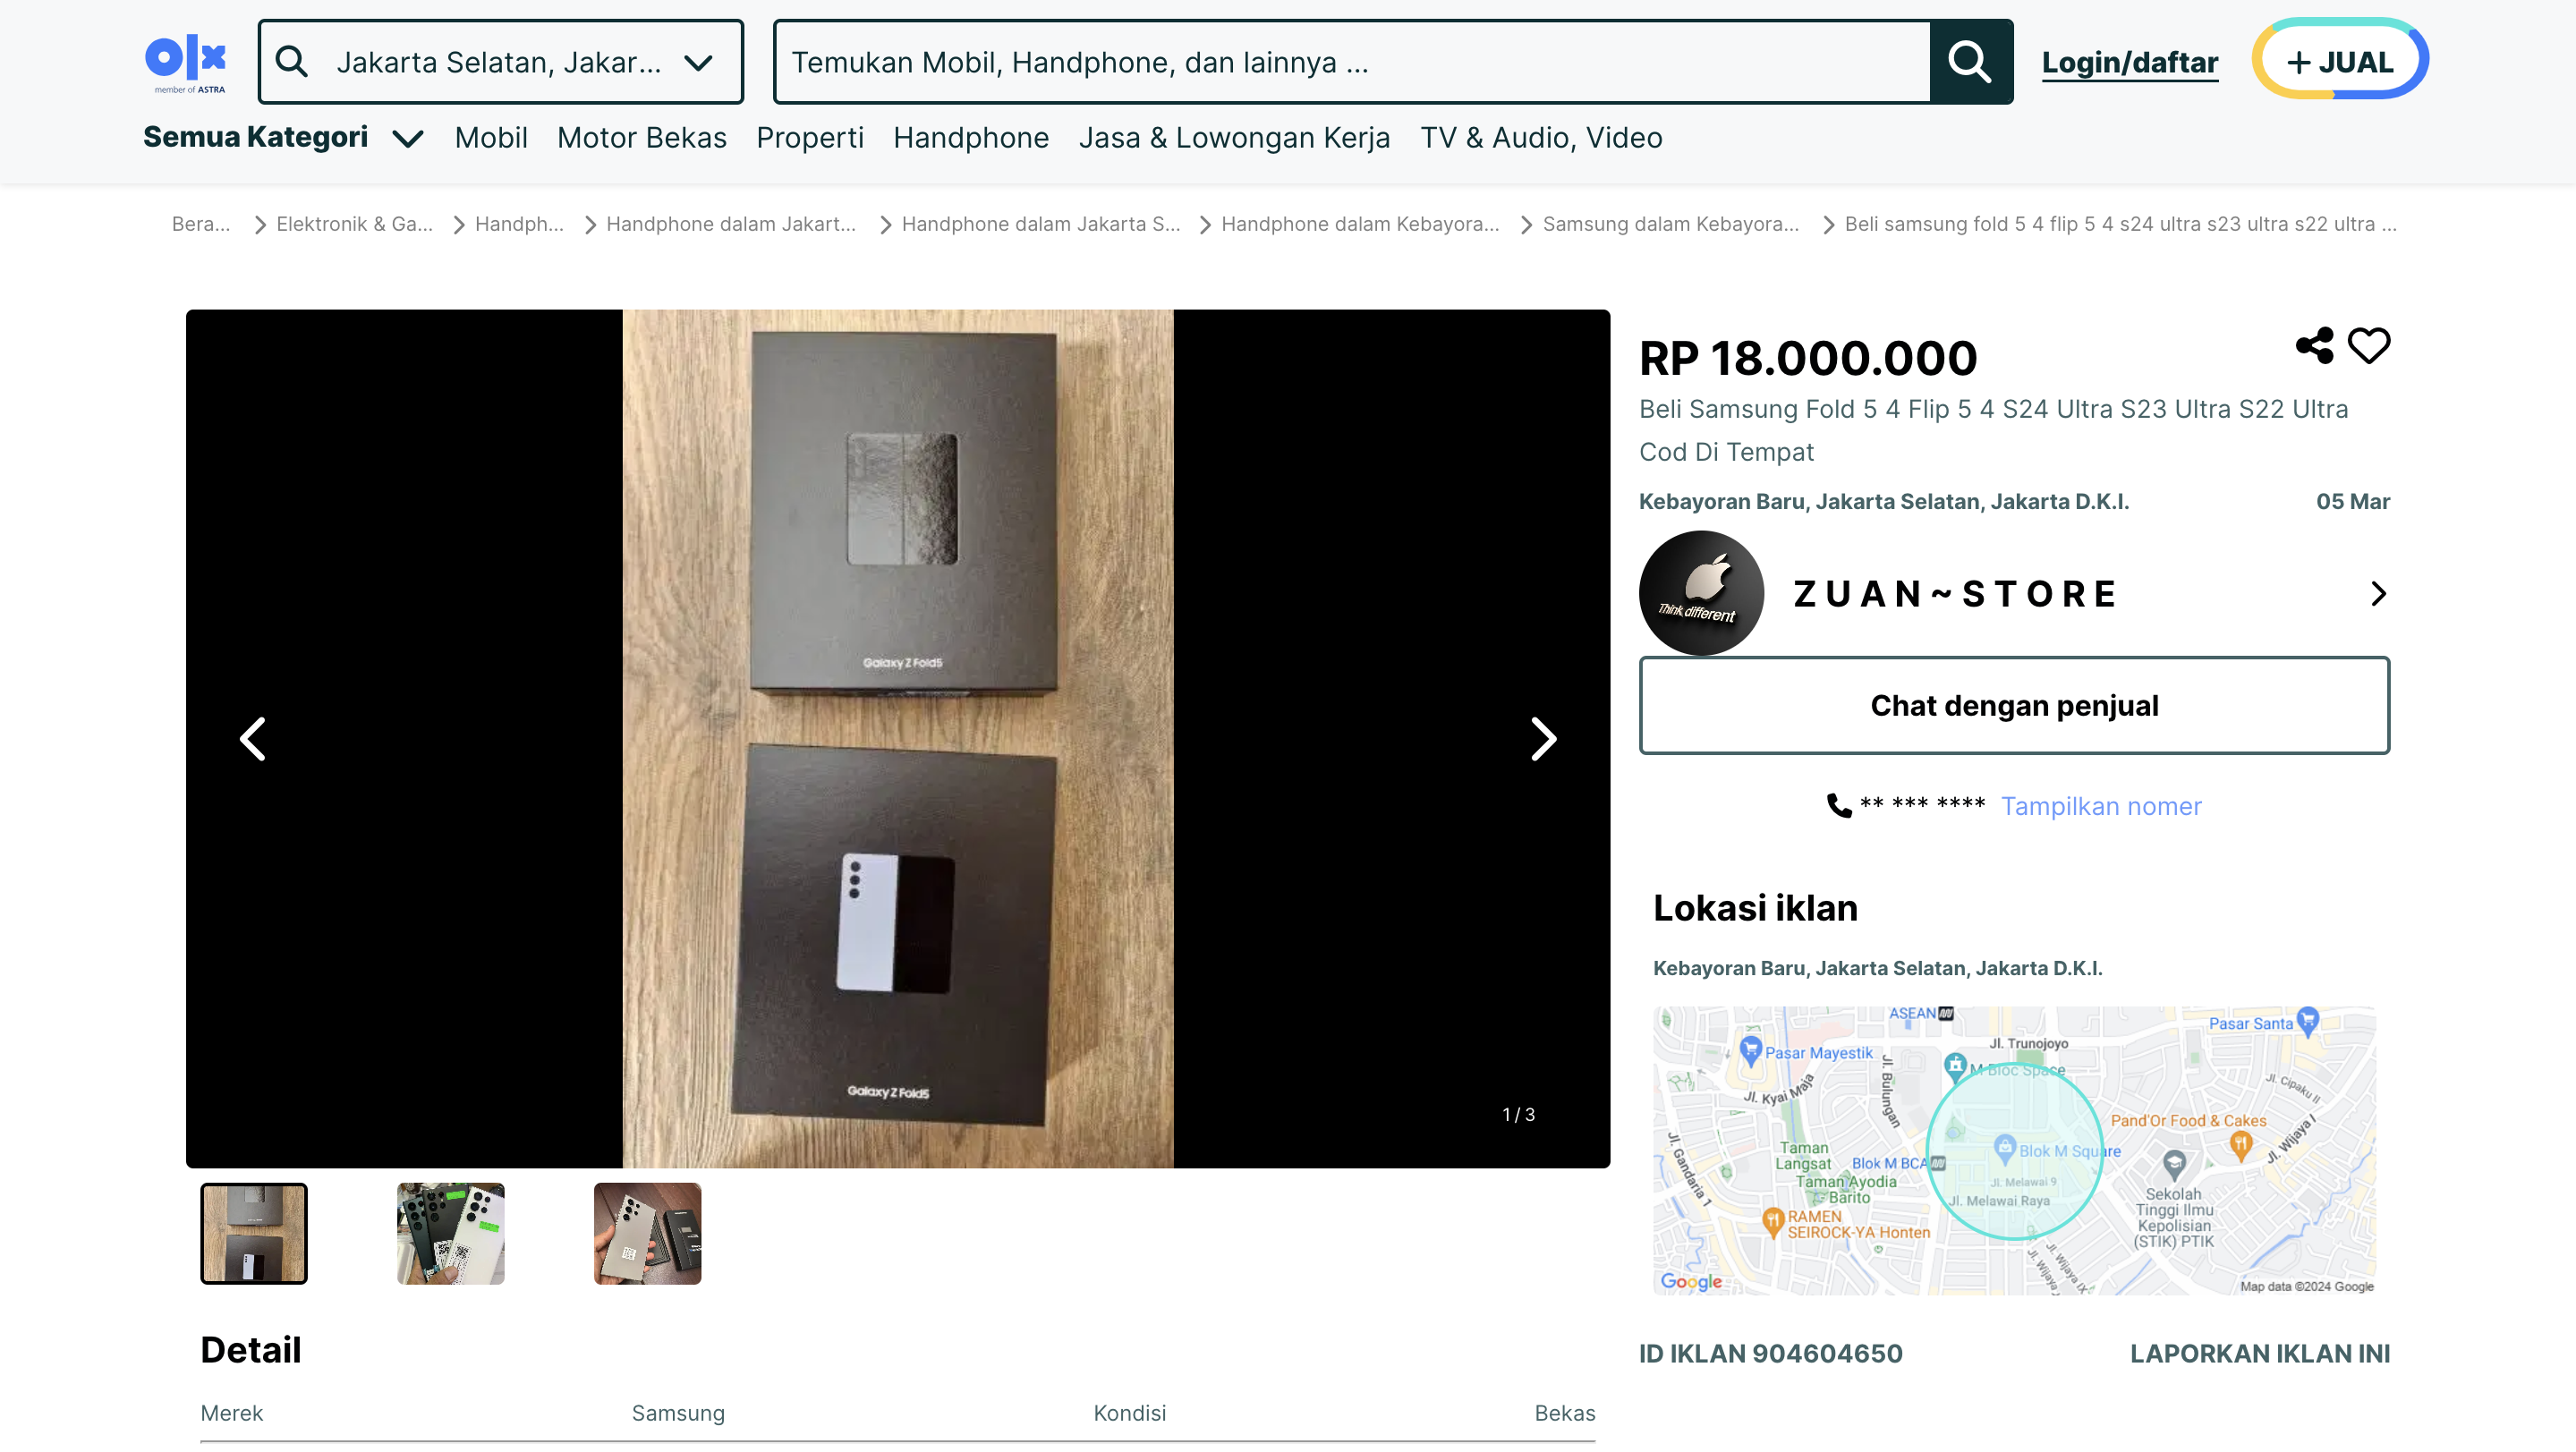 olx
member of ASTRA
Jakarta Selatan, Jakar...
Temukan Mobil, Handphone, dan lainnya ...
Login/daftar
+ JUAL
Semua Kategori
Mobil
Motor Bekas
Properti
Handphone
Jasa & Lowongan Kerja
TV & Audio, Video
Bera...
Elektronik & Ga...
Handph...
Handphone dalam Jakart...
Handphone dalam Jakarta S...
Handphone dalam Kebayora...
Samsung dalam Kebayora...
Beli samsung fold 5 4 flip 5 4 s24 ultra s23 ultra s22 ultra ...
Galaxy Z Fold5
Galaxy Z Fold5
1 / 3
RP 18.000.000
Beli Samsung Fold 5 4 Flip 5 4 S24 Ultra S23 Ultra S22 Ultra
Cod Di Tempat
Kebayoran Baru, Jakarta Selatan, Jakarta D.K.I.
05 Mar
Think different
Z U A N ~ S T O R E
Chat dengan penjual
** *** **** Tampilkan nomer
Lokasi iklan
Kebayoran Baru, Jakarta Selatan, Jakarta D.K.I.
ASEAN
Pasar Santa
Jl. Trunojoyo
Pasar Mayestik
M Bloc Space
Jl. Bulungan
Jl. Kyai Maja
Jl. Cipaku II
Pand'Or Food & Cakes
Jl. Wijaya I
Jl. Gandaria 1
Taman
Langsat
Blok M BCA
Blok M Square
Taman Ayodia
Barito
Jl. Melawai 9
Jl. Melawai Raya
Sekolah
Tinggi Ilmu
Kepolisian
(STIK) PTIK
RAMEN
SEIROCK-YA Honten
Jl. Wijaya IX
Jl. Wijaya
Google
Map data ©2024 Google
ID IKLAN 904604650
LAPORKAN IKLAN INI
Detail
Merek
Samsung
Kondisi
Bekas